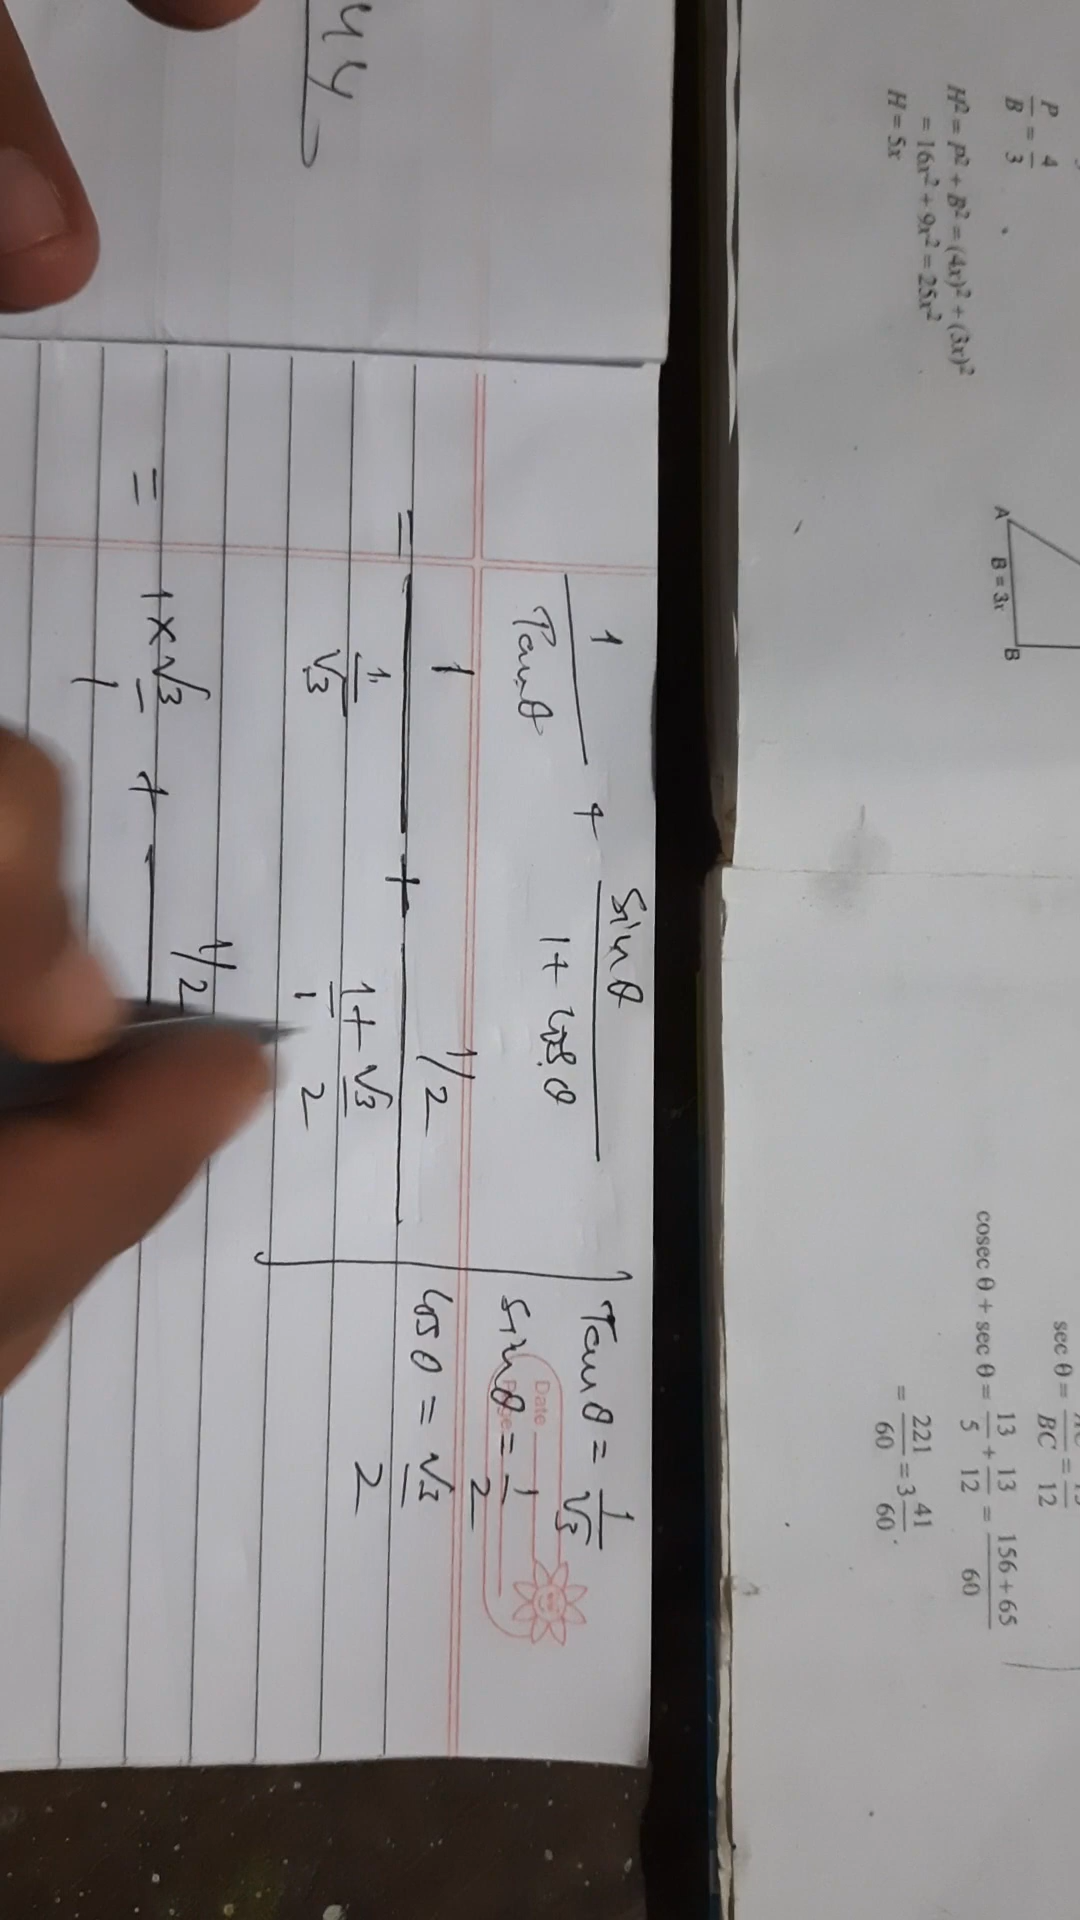 44
P/B = 4/3
H² = P² + B² = (4x)² + (3x)²
= 16x² + 9x² = 25x²
H = 5x
A
B = 3x
B
sec θ = /BC = /12
cosec θ + sec θ = 13/5 + 13/12 = 156+65/60
= 221/60 = 3 41/60.
1/Tanθ + sinθ/1+cosθ
Tanθ = 1/√3
Date
Page
sinθ = 1/2
cosθ = √3/2
= 1/(1/√3) + (1/2)/(1/1 + √3/2)
= 1×√3/1 + 1/2